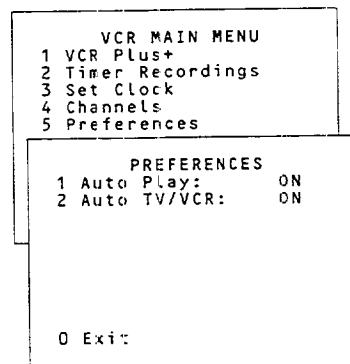 VCR MAIN MENU
1 VCR Plus+
2 Timer Recordings
3 Set Clock
4 Channels
5 Preferences
PREFERENCES
1 Auto Play: ON
2 Auto TV/VCR: ON
0 Exit